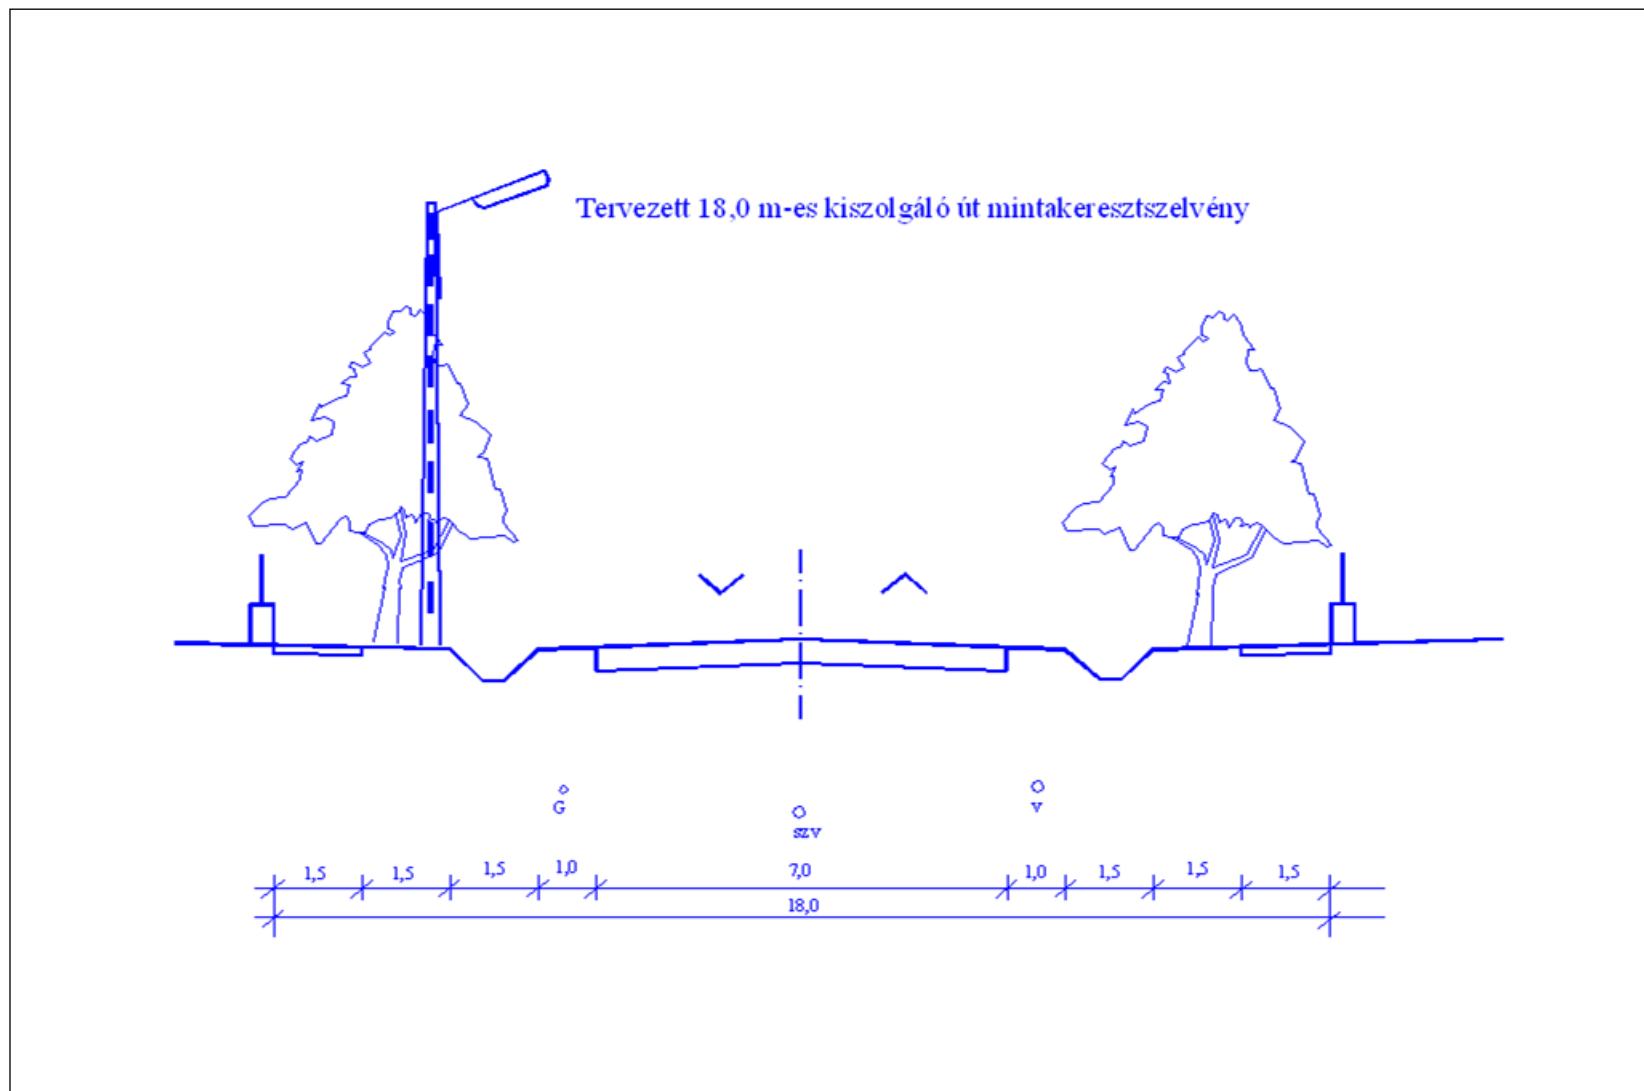 Tervezett 18,0 m-es kiszolgáló út mintakeresztszelvény
G
szv
v
1,5 1,5 1,5 1,0 7,0 1,0 1,5 1,5 1,5
18,0